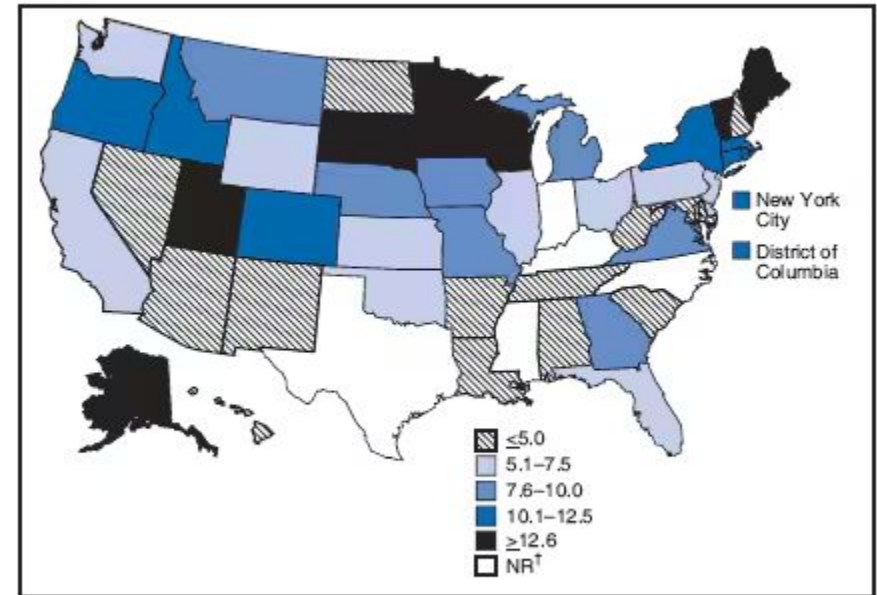 New York
City
District of
Columbia
≤5.0
5.1–7.5
7.6–10.0
10.1–12.5
≥12.6
NR†